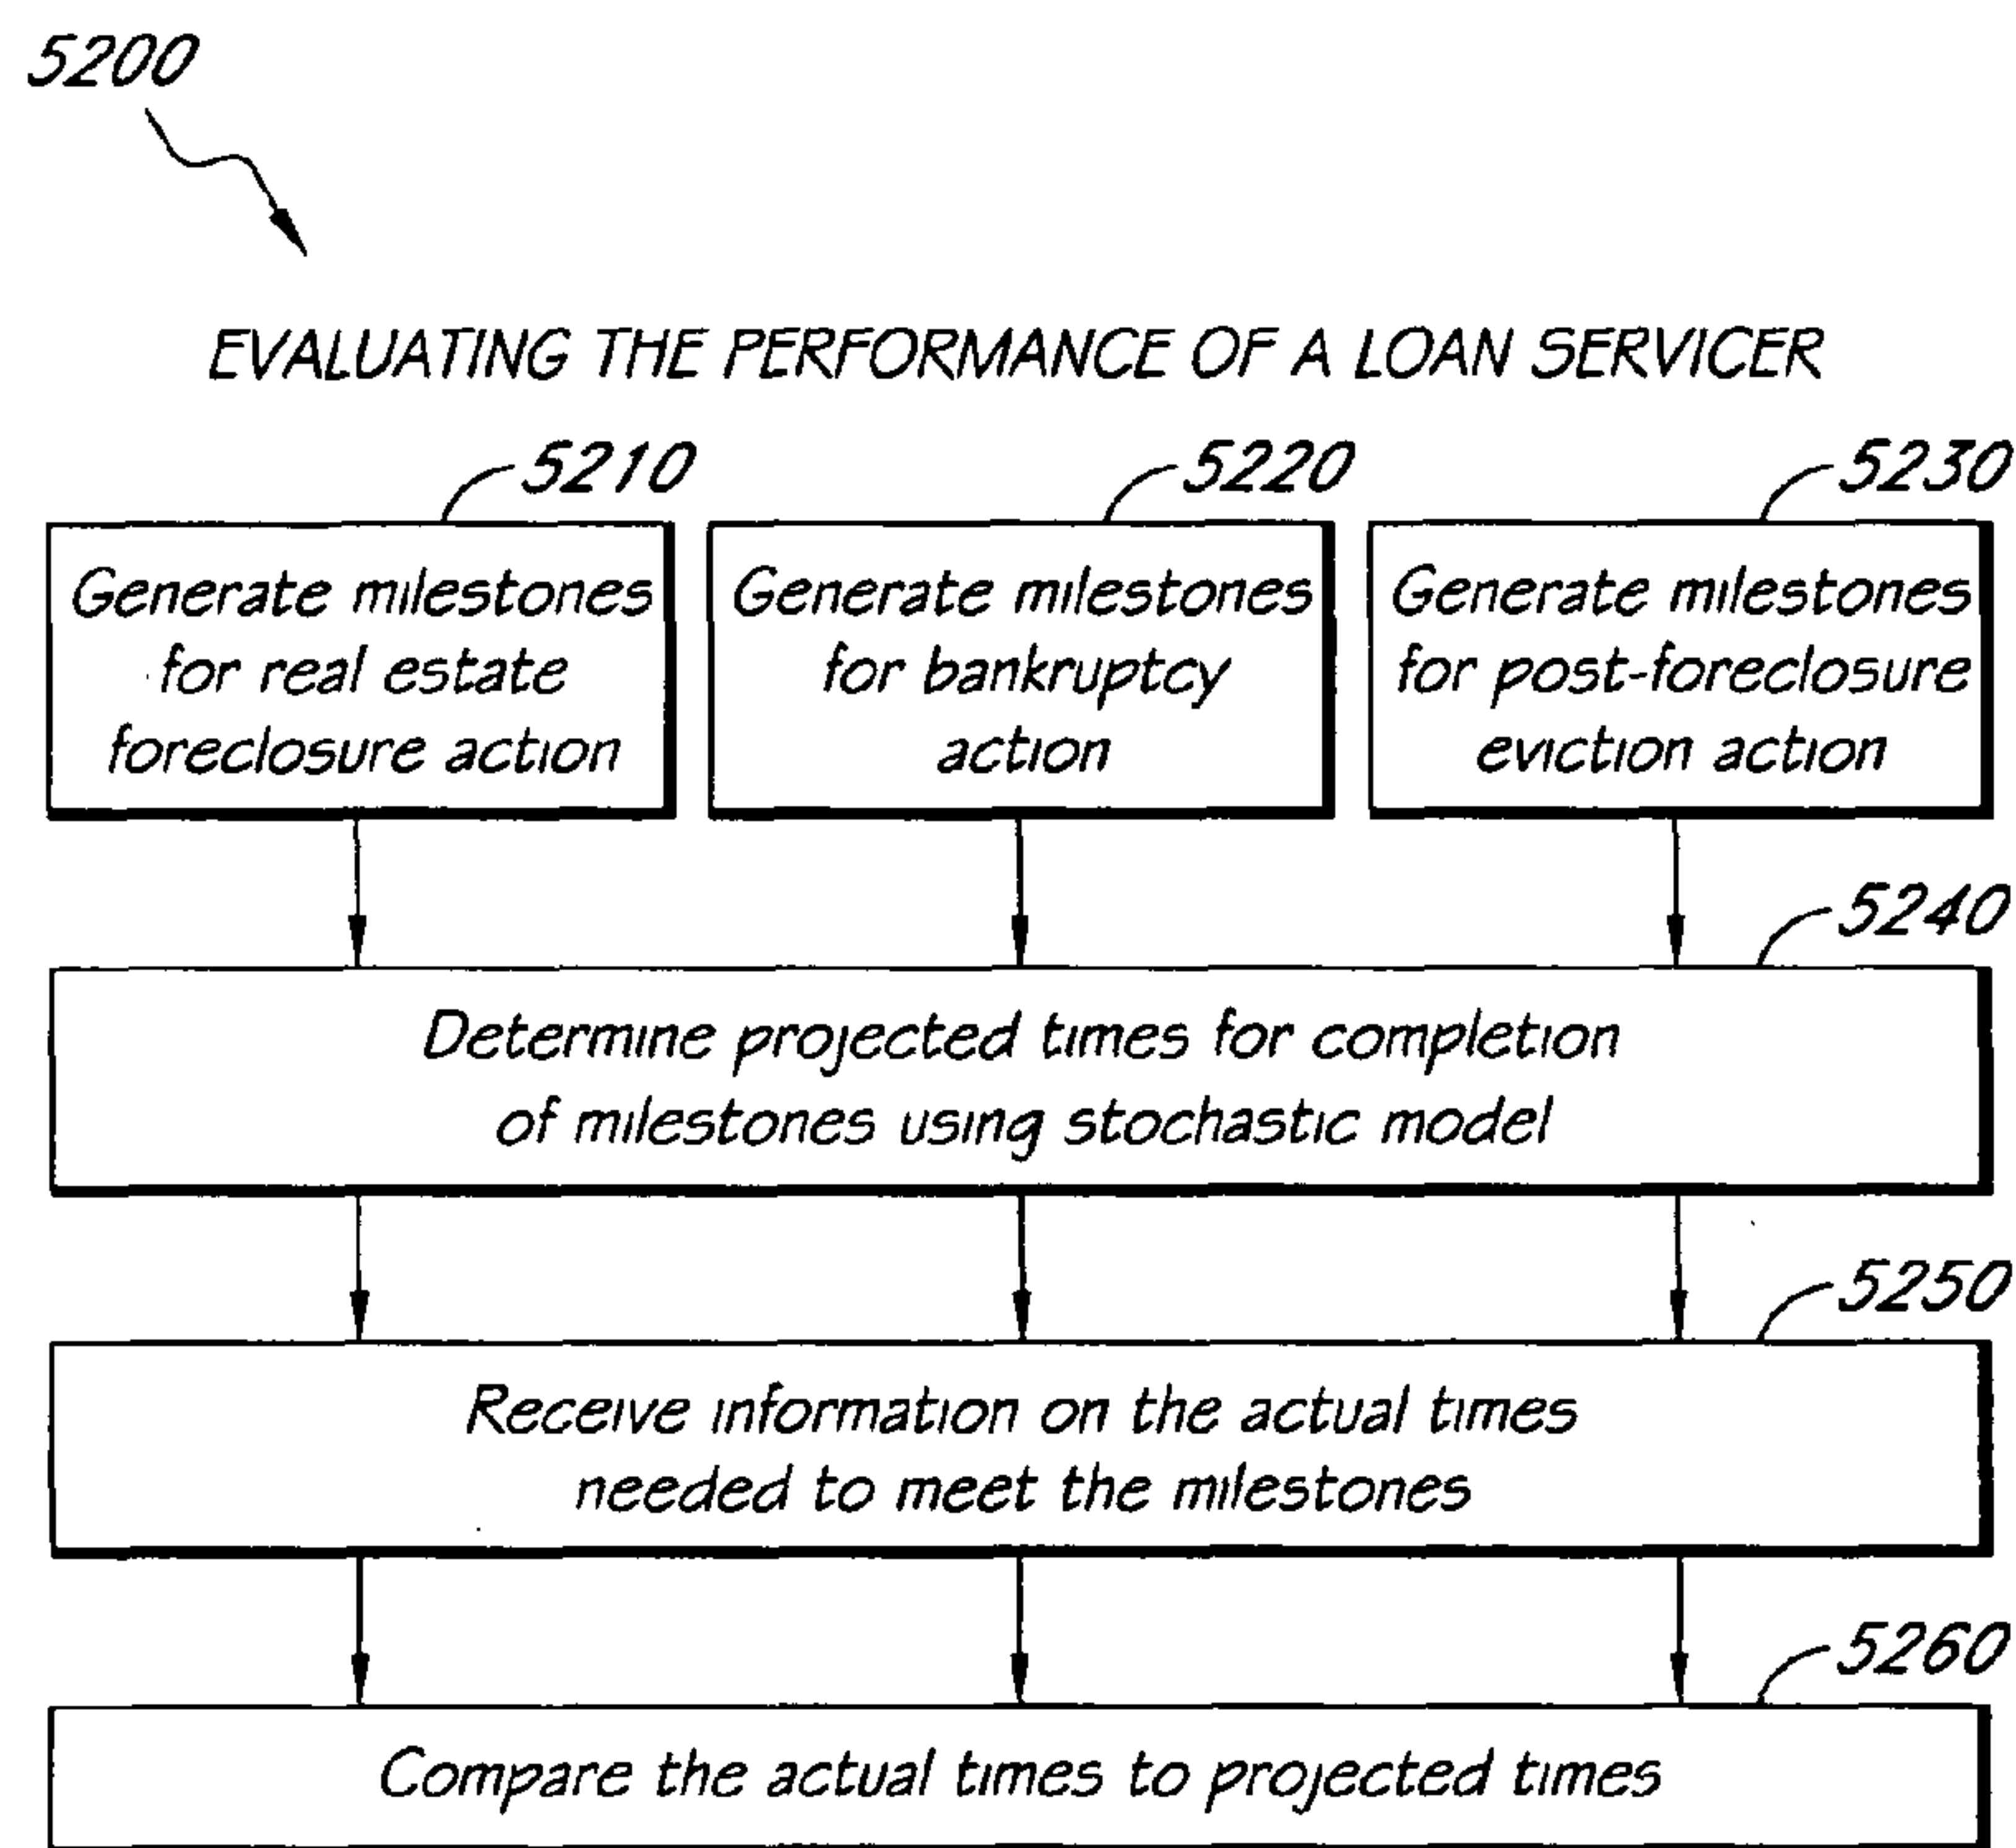 5200
EVALUATING THE PERFORMANCE OF A LOAN SERVICER
5210
Generate milestones
for real estate
foreclosure action
5220
Generate milestones
for bankruptcy
action
5230
Generate milestones
for post-foreclosure
eviction action
5240
Determine projected times for completion
of milestones using stochastic model
5250
Receive information on the actual times
needed to meet the milestones
5260
Compare the actual times to projected times